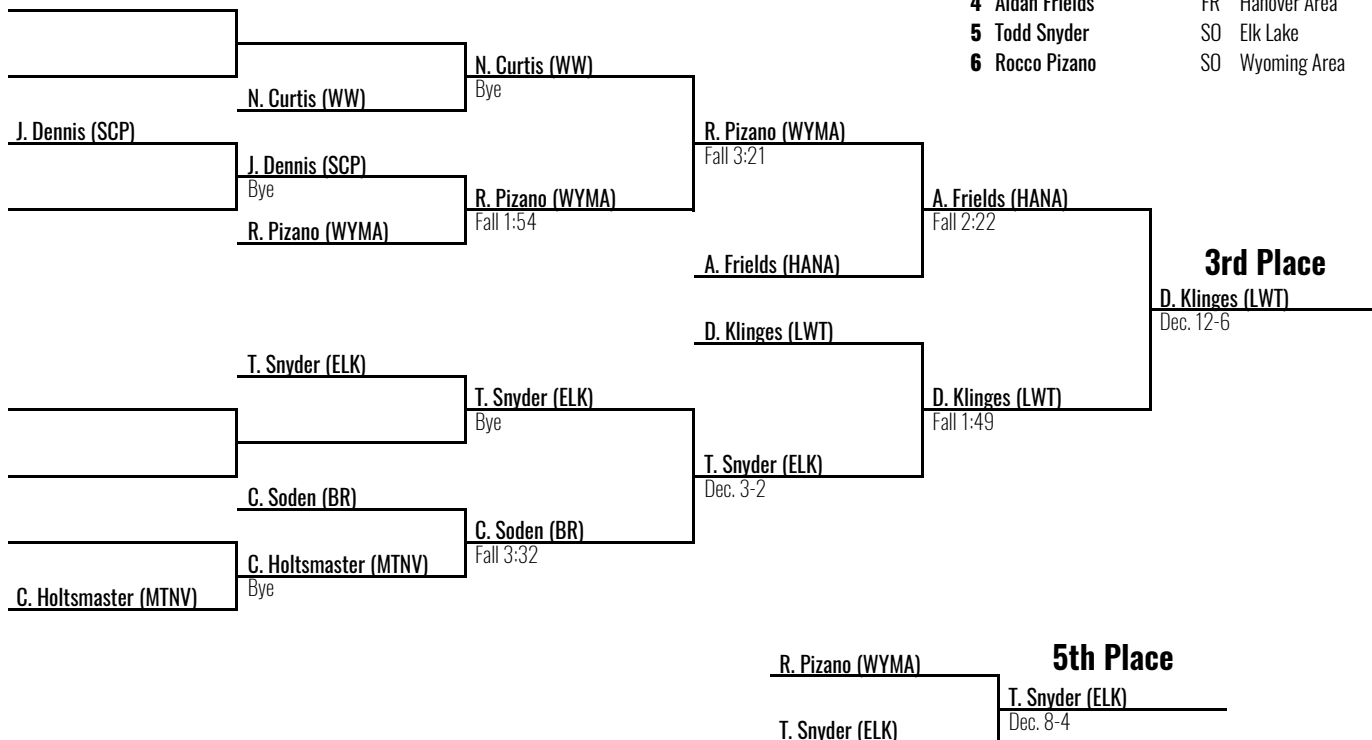 4 Aidan Frields FR Hanover Area
5 Todd Snyder SO Elk Lake
6 Rocco Pizano SO Wyoming Area
N. Curtis (WW)
Bye
N. Curtis (WW)
J. Dennis (SCP)
R. Pizano (WYMA)
Fall 3:21
J. Dennis (SCP)
Bye
R. Pizano (WYMA)
Fall 1:54
A. Frields (HANA)
Fall 2:22
R. Pizano (WYMA)
A. Frields (HANA)
3rd Place
D. Klinges (LWT)
Dec. 12-6
D. Klinges (LWT)
T. Snyder (ELK)
T. Snyder (ELK)
Bye
D. Klinges (LWT)
Fall 1:49
T. Snyder (ELK)
Dec. 3-2
C. Soden (BR)
C. Soden (BR)
Fall 3:32
C. Holtsmaster (MTNV)
Bye
C. Holtsmaster (MTNV)
R. Pizano (WYMA)
5th Place
T. Snyder (ELK)
Dec. 8-4
T. Snyder (ELK)